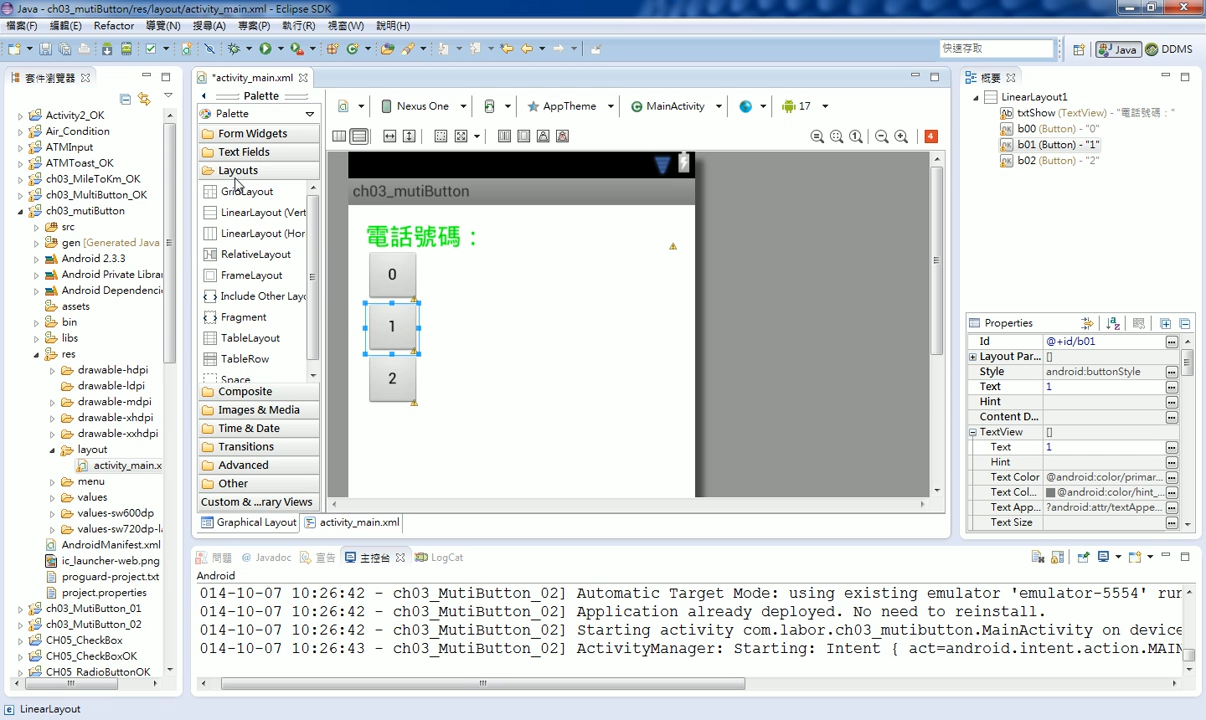 Java - ch03_mutiButton/res/layout/activity_main.xml - Eclipse SDK
檔案(F) 編輯(E) Refactor 導覽(N) 搜尋(A) 專案(P) 執行(R) 視窗(W) 說明(H)
快速存取
Java
DDMS
套件瀏覽器
Activity2_OK
Air_Condition
ATMInput
ATMToast_OK
ch03_MileToKm_OK
ch03_MultiButton_OK
ch03_mutiButton
src
gen [Generated Java
Android 2.3.3
Android Private Librar
Android Dependencie
assets
bin
libs
res
drawable-hdpi
drawable-ldpi
drawable-mdpi
drawable-xhdpi
drawable-xxhdpi
layout
activity_main.x
menu
values
values-sw600dp
values-sw720dp-la
AndroidManifest.xml
ic_launcher-web.png
proguard-project.txt
project.properties
ch03_MutiButton_01
ch03_MutiButton_02
CH05_CheckBox
CH05_CheckBoxOK
CH05_RadioButtonOK
*activity_main.xml
Palette
Palette
Form Widgets
Text Fields
Layouts
GridLayout
LinearLayout (Vert
LinearLayout (Hor
RelativeLayout
FrameLayout
Include Other Layo
Fragment
TableLayout
TableRow
Space
Composite
Images & Media
Time & Date
Transitions
Advanced
Other
Custom & ...rary Views
Nexus One
AppTheme
MainActivity
17
4
ch03_mutiButton
電話號碼：
0
1
2
Graphical Layout
activity_main.xml
概要
LinearLayout1
txtShow (TextView) - "電話號碼："
b00 (Button) - "0"
b01 (Button) - "1"
b02 (Button) - "2"
Properties
Id @+id/b01
Layout Par... []
Style android:buttonStyle
Text 1
Hint
Content D...
TextView []
Text 1
Hint
Text Color @android:color/primar...
Text Col... @android:color/hint_...
Text App... ?android:attr/textAppe...
Text Size
問題 @ Javadoc 宣告 主控台 LogCat
Android
014-10-07 10:26:42 - ch03_MutiButton_02] Automatic Target Mode: using existing emulator 'emulator-5554' run
014-10-07 10:26:42 - ch03_MutiButton_02] Application already deployed. No need to reinstall.
014-10-07 10:26:42 - ch03_MutiButton_02] Starting activity com.labor.ch03_mutibutton.MainActivity on device
014-10-07 10:26:43 - ch03_MutiButton_02] ActivityManager: Starting: Intent { act=android.intent.action.MAIN
LinearLayout